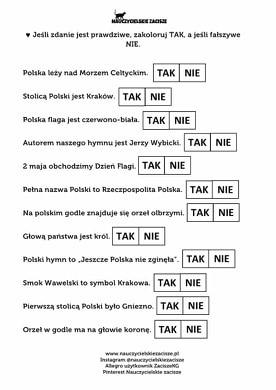 NAUCZYCIELSKIE ZACISZE
♥ Jeśli zdanie jest prawdziwe, zakoloruj TAK, a jeśli fałszywe
NIE.
Polska leży nad Morzem Celtyckim. TAK NIE
Stolicą Polski jest Kraków. TAK NIE
Polska flaga jest czerwono-biała. TAK NIE
Autorem naszego hymnu jest Jerzy Wybicki. TAK NIE
2 maja obchodzimy Dzień Flagi. TAK NIE
Pełna nazwa Polski to Rzeczpospolita Polska. TAK NIE
Na polskim godle znajduje się orzeł olbrzymi. TAK NIE
Głową państwa jest król. TAK NIE
Polski hymn to „Jeszcze Polska nie zginęła”. TAK NIE
Smok Wawelski to symbol Krakowa. TAK NIE
Pierwszą stolicą Polski było Gniezno. TAK NIE
Orzeł w godle ma na głowie koronę. TAK NIE
www.nauczycielskiezacisze.pl
Instagram @nauczycielskiezacisze
Allegro użytkownik ZaciszeKG
Pinterest Nauczycielskie zacisze